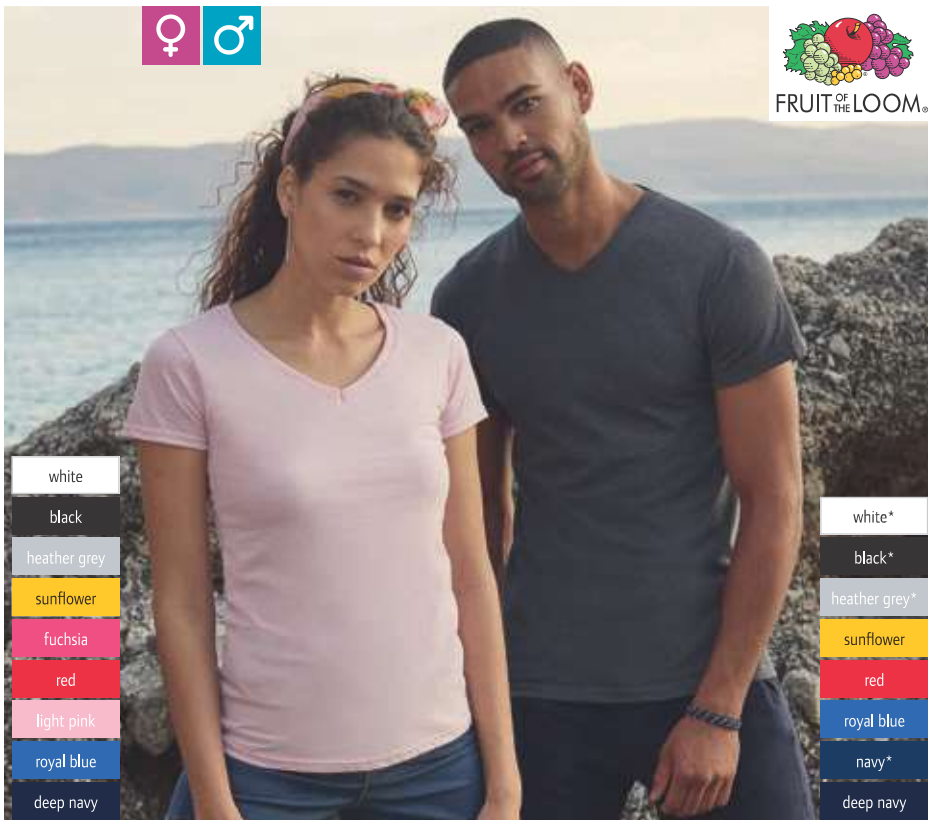 FRUIT OF THE LOOM®
white
black
heather grey
sunflower
fuchsia
red
light pink
royal blue
deep navy
white*
black*
heather grey*
sunflower
red
royal blue
navy*
deep navy